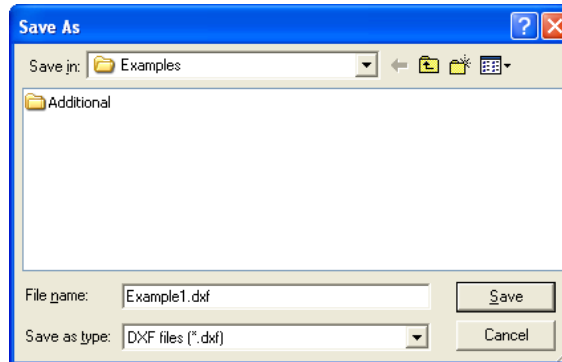 Save As
Save in: Examples
Additional
File name: Example1.dxf Save
Save as type: DXF files (*.dxf) Cancel